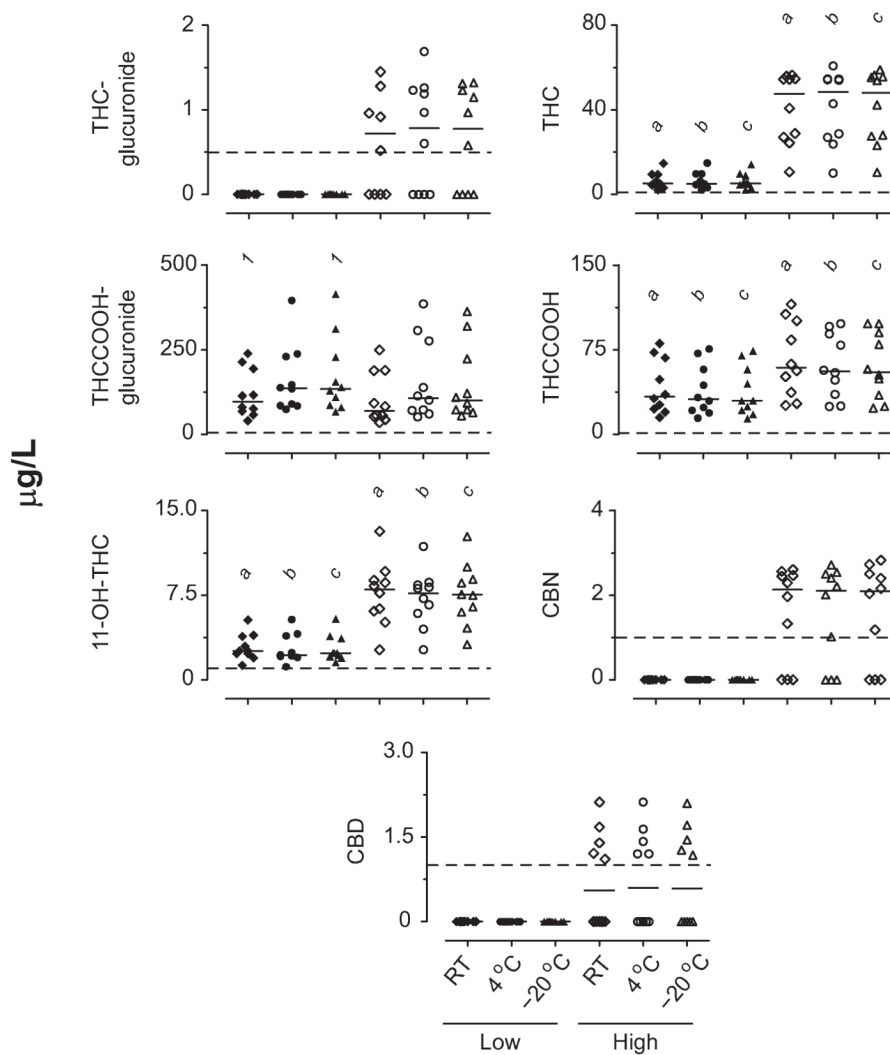 μg/L
THC-
glucuronide
2
1
0
THC
80
40
0
a b c a b c
THCCOOH-
glucuronide
500
250
0
1 1
THCCOOH
150
75
0
a b c a b c
11-OH-THC
15.0
7.5
0
a b c a b c
CBN
4
2
0
CBD
3.0
1.5
0
RT 4 °C −20 °C RT 4 °C −20 °C
Low High